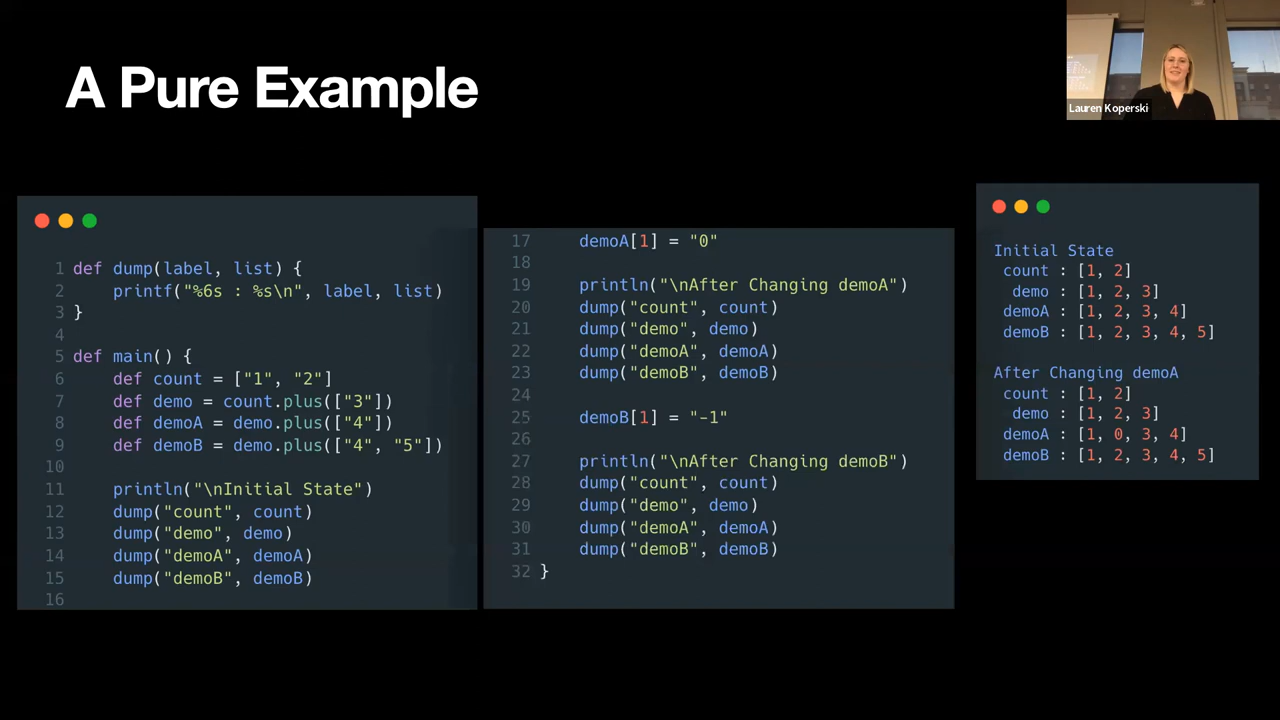 A Pure Example
Lauren Koperski
1 def dump(label, list) {
2     printf("%6s : %s\n", label, list)
3 }
4
5 def main() {
6     def count = ["1", "2"]
7     def demo = count.plus(["3"])
8     def demoA = demo.plus(["4"])
9     def demoB = demo.plus(["4", "5"])
10
11     println("\nInitial State")
12     dump("count", count)
13     dump("demo", demo)
14     dump("demoA", demoA)
15     dump("demoB", demoB)
16
17     demoA[1] = "0"
18
19     println("\nAfter Changing demoA")
20     dump("count", count)
21     dump("demo", demo)
22     dump("demoA", demoA)
23     dump("demoB", demoB)
24
25     demoB[1] = "-1"
26
27     println("\nAfter Changing demoB")
28     dump("count", count)
29     dump("demo", demo)
30     dump("demoA", demoA)
31     dump("demoB", demoB)
32 }
Initial State
count : [1, 2]
demo : [1, 2, 3]
demoA : [1, 2, 3, 4]
demoB : [1, 2, 3, 4, 5]
After Changing demoA
count : [1, 2]
demo : [1, 2, 3]
demoA : [1, 0, 3, 4]
demoB : [1, 2, 3, 4, 5]